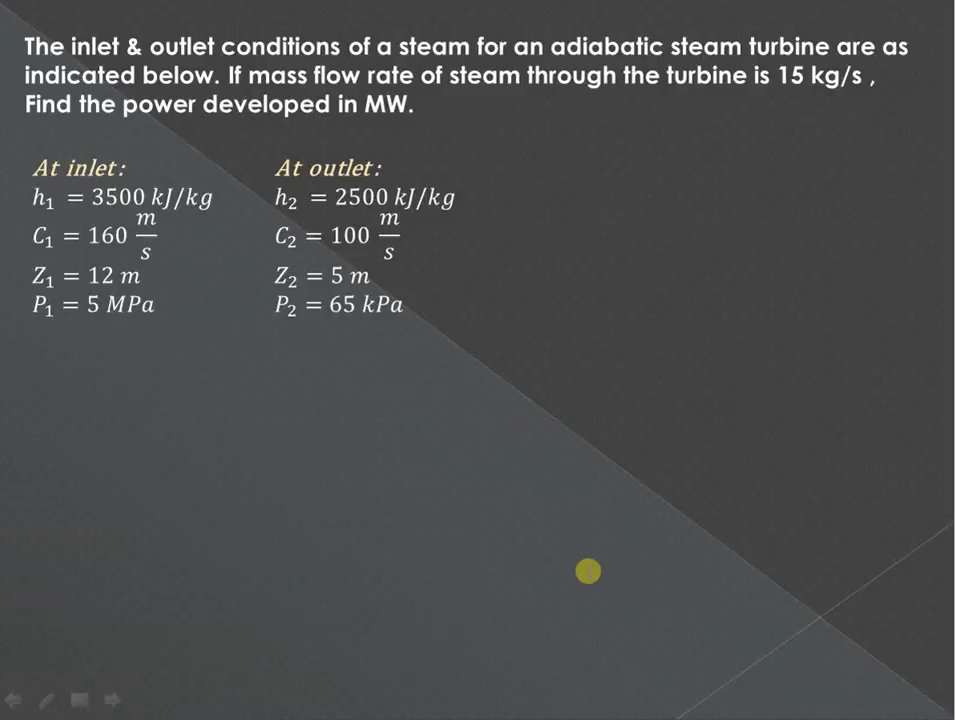 The inlet & outlet conditions of a steam for an adiabatic steam turbine are as
indicated below. If mass flow rate of steam through the turbine is 15 kg/s ,
Find the power developed in MW.
At inlet:
h₁ = 3500 kJ/kg
C₁ = 160 m/s
Z₁ = 12 m
P₁ = 5 MPa
At outlet:
h₂ = 2500 kJ/kg
C₂ = 100 m/s
Z₂ = 5 m
P₂ = 65 kPa